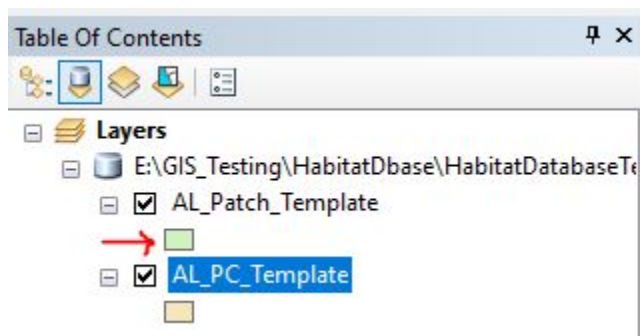 Table Of Contents
Layers
E:\GIS_Testing\HabitatDbase\HabitatDatabaseTe
AL_Patch_Template
AL_PC_Template